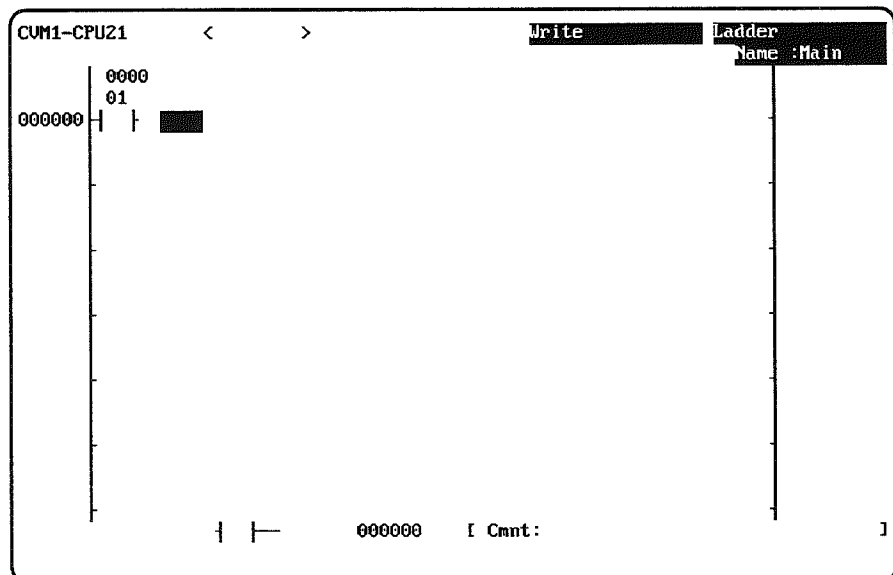 CVM1-CPU21 < > Write Ladder
Name :Main
0000
01
000000
000000 [ Cmnt: ]